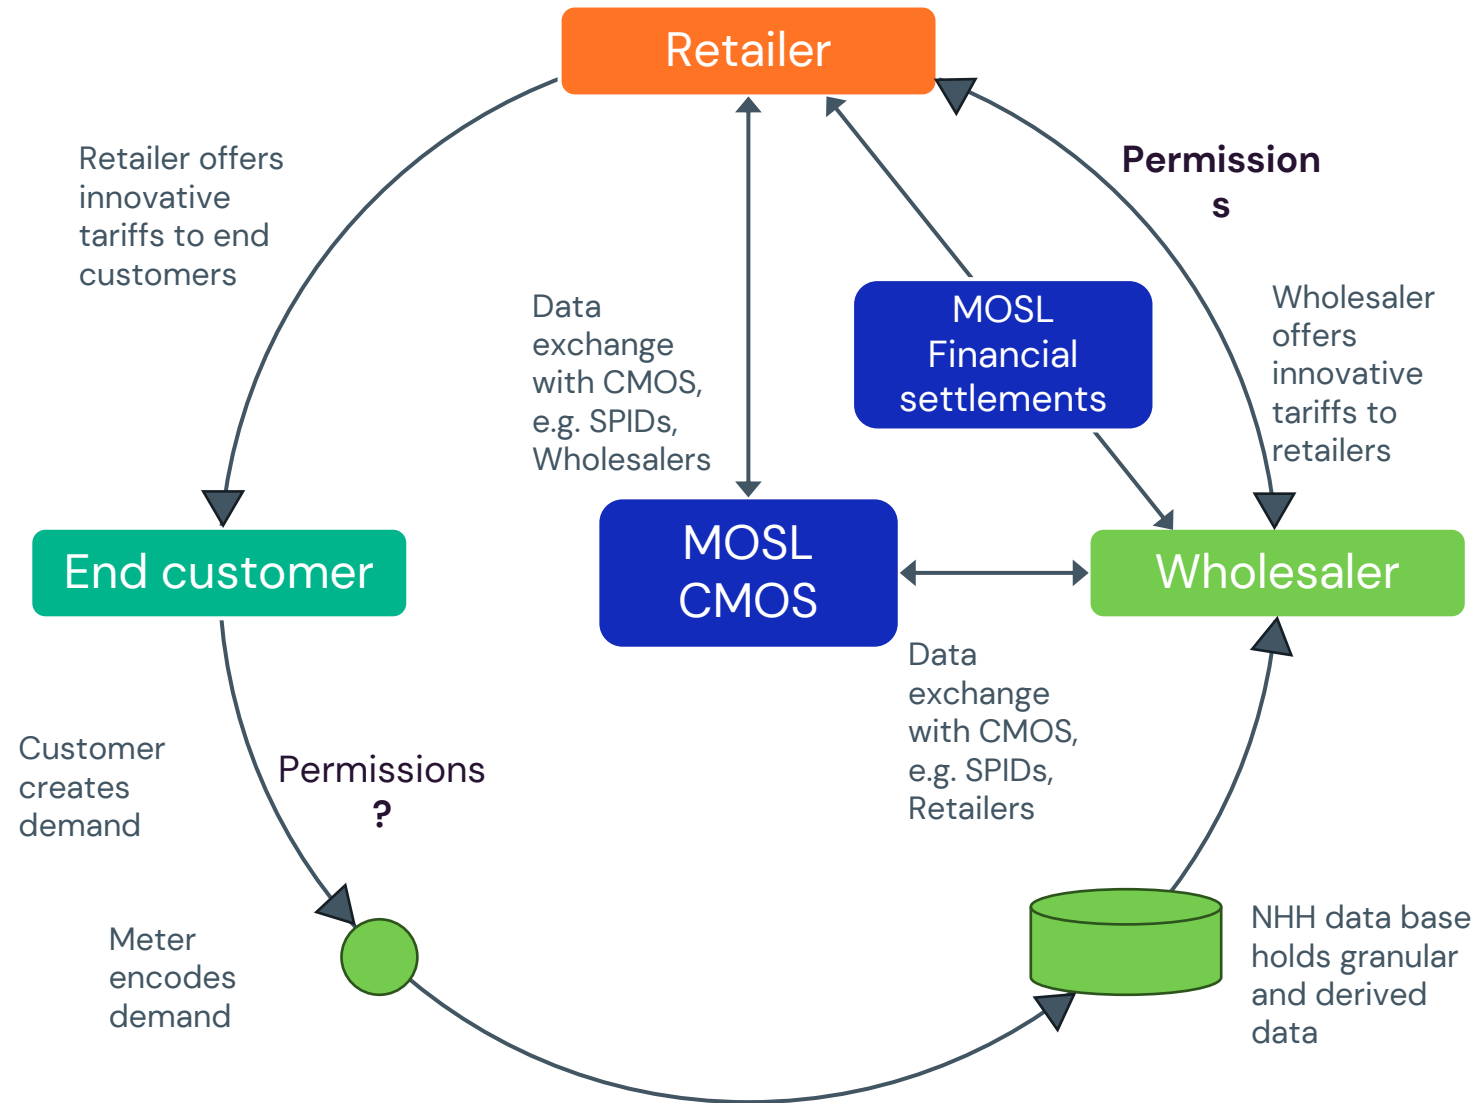 Retailer
Retailer offers
innovative
tariffs to end
customers
Permission
s
Data
exchange
with CMOS,
e.g. SPIDs,
Wholesalers
MOSL
Financial
settlements
Wholesaler
offers
innovative
tariffs to
retailers
End customer
MOSL
CMOS
Wholesaler
Data
exchange
with CMOS,
e.g. SPIDs,
Retailers
Customer
creates
demand
Permissions
?
Meter
encodes
demand
NHH data base
holds granular
and derived
data